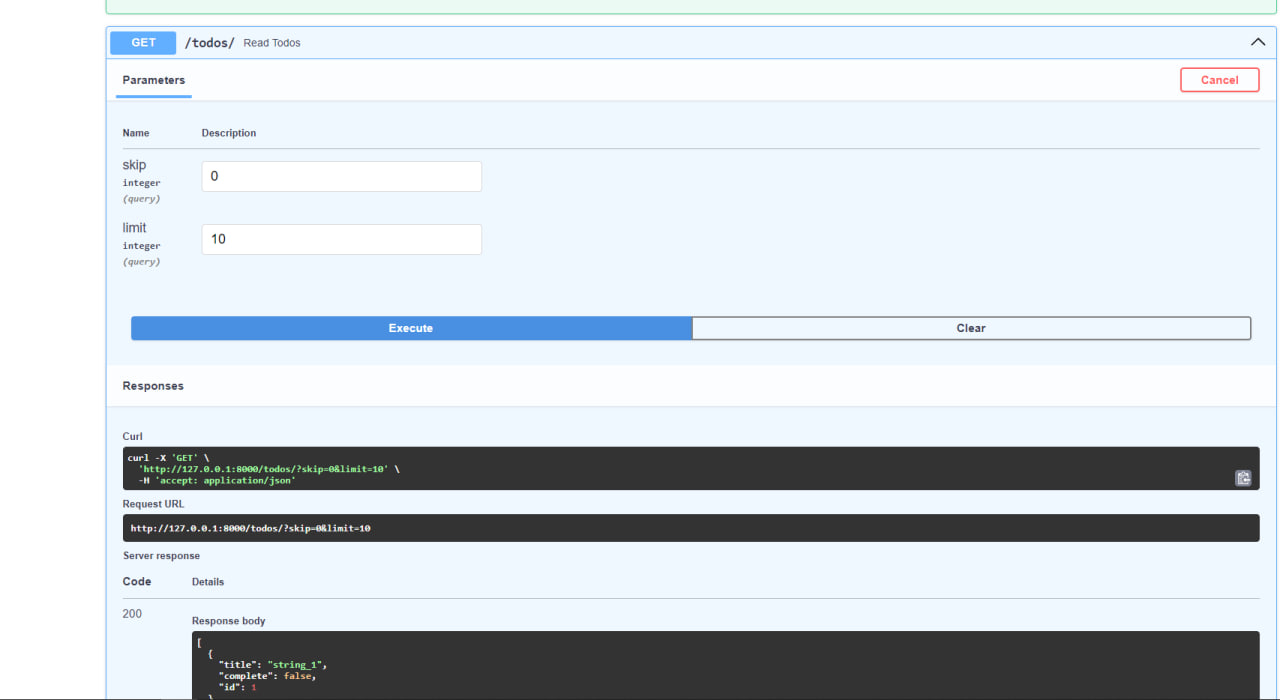 GET /todos/ Read Todos
Parameters
Cancel
Name Description
skip
integer
(query)
0
limit
integer
(query)
10
Execute Clear
Responses
Curl
curl -X 'GET' \
'http://127.0.0.1:8000/todos/?skip=0&limit=10' \
-H 'accept: application/json'
Request URL
http://127.0.0.1:8000/todos/?skip=0&limit=10
Server response
Code Details
200
Response body
[
{
"title": "string_1",
"complete": false,
"id": 1
}